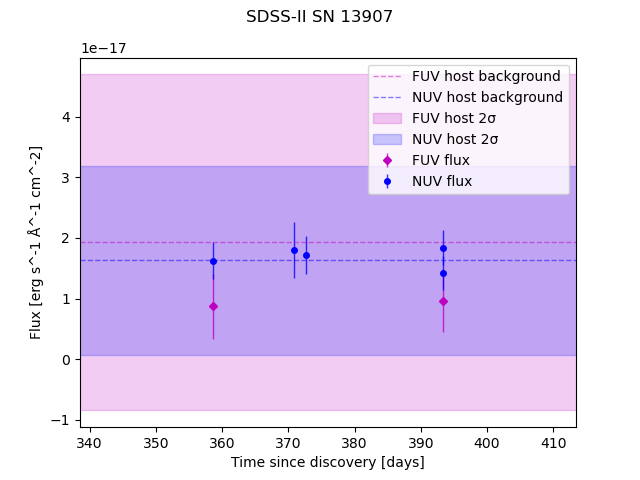 SDSS-II SN 13907
1e−17
FUV host background
NUV host background
FUV host 2σ
NUV host 2σ
FUV flux
NUV flux
4
3
2
1
0
−1
Flux [erg s^-1 Å^-1 cm^-2]
340 350 360 370 380 390 400 410
Time since discovery [days]